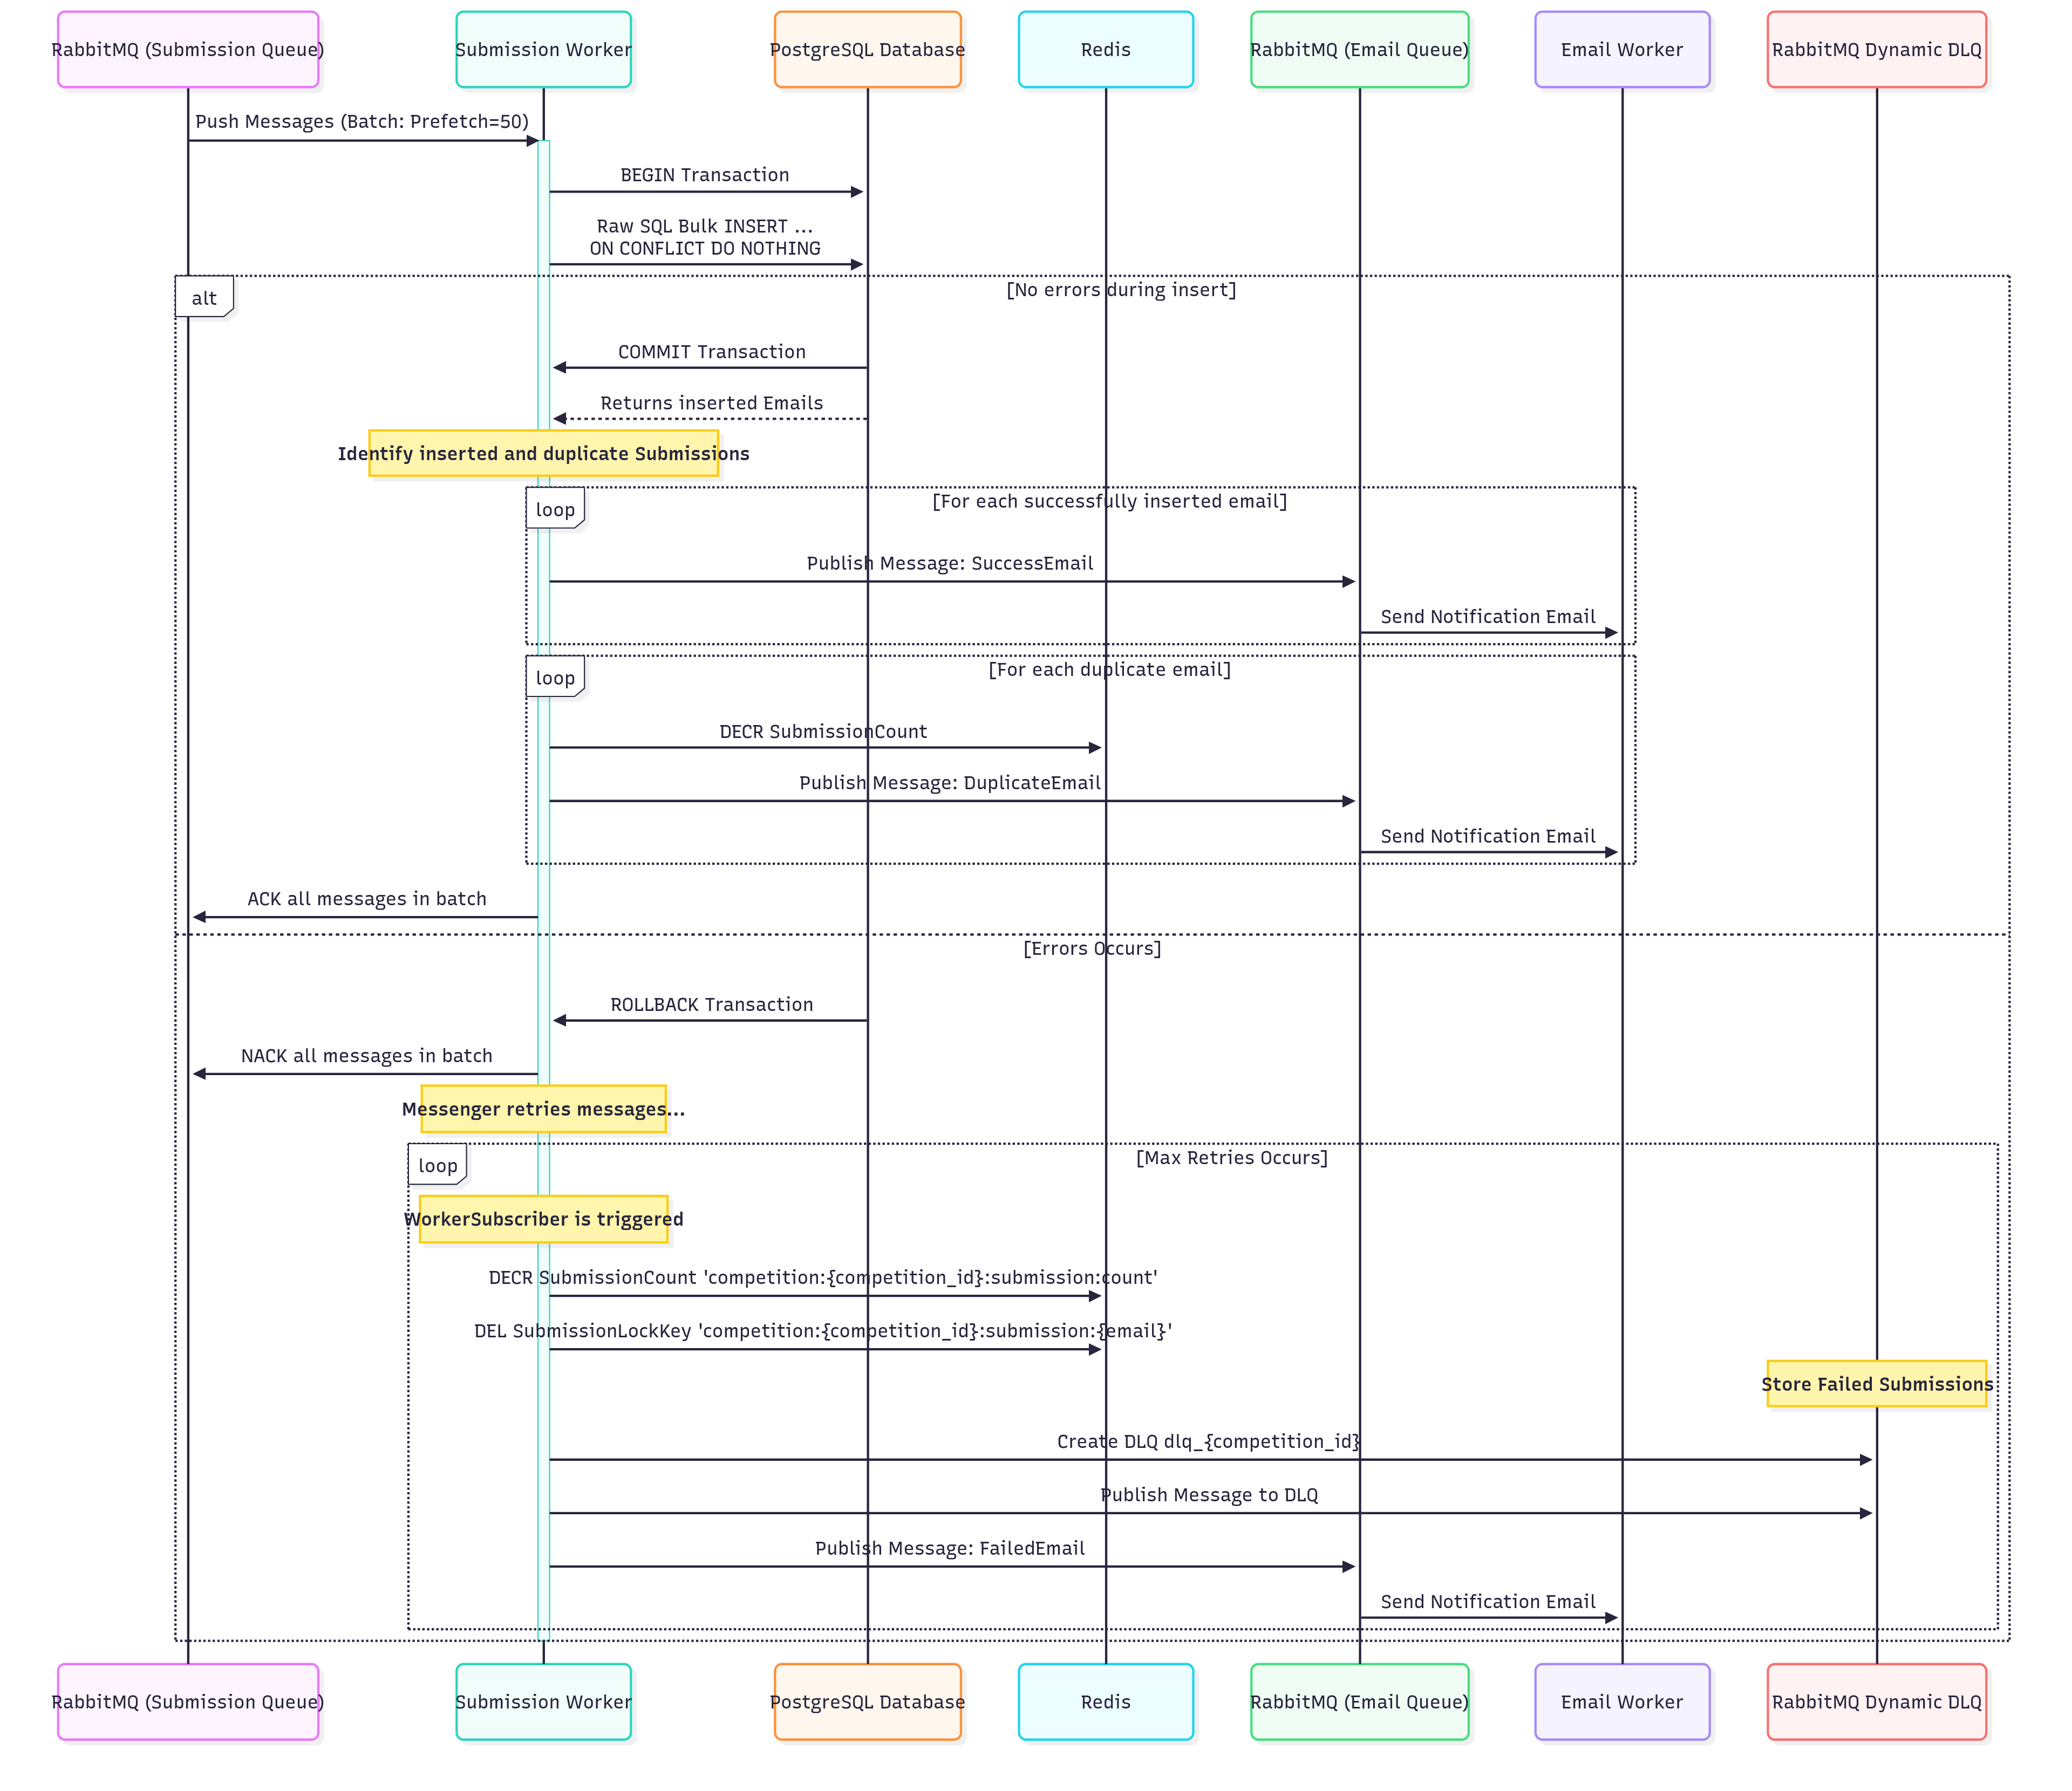 RabbitMQ (Submission Queue)
Submission Worker
PostgreSQL Database
Redis
RabbitMQ (Email Queue)
Email Worker
RabbitMQ Dynamic DLQ
Push Messages (Batch: Prefetch=50)
BEGIN Transaction
Raw SQL Bulk INSERT ...
ON CONFLICT DO NOTHING
alt
[No errors during insert]
COMMIT Transaction
Returns inserted Emails
Identify inserted and duplicate Submissions
loop
[For each successfully inserted email]
Publish Message: SuccessEmail
Send Notification Email
loop
[For each duplicate email]
DECR SubmissionCount
Publish Message: DuplicateEmail
Send Notification Email
ACK all messages in batch
[Errors Occurs]
ROLLBACK Transaction
NACK all messages in batch
Messenger retries messages...
loop
[Max Retries Occurs]
WorkerSubscriber is triggered
DECR SubmissionCount 'competition:{competition_id}:submission:count'
DEL SubmissionLockKey 'competition:{competition_id}:submission:{email}'
Store Failed Submissions
Create DLQ dlq_{competition_id}
Publish Message to DLQ
Publish Message: FailedEmail
Send Notification Email
RabbitMQ (Submission Queue)
Submission Worker
PostgreSQL Database
Redis
RabbitMQ (Email Queue)
Email Worker
RabbitMQ Dynamic DLQ